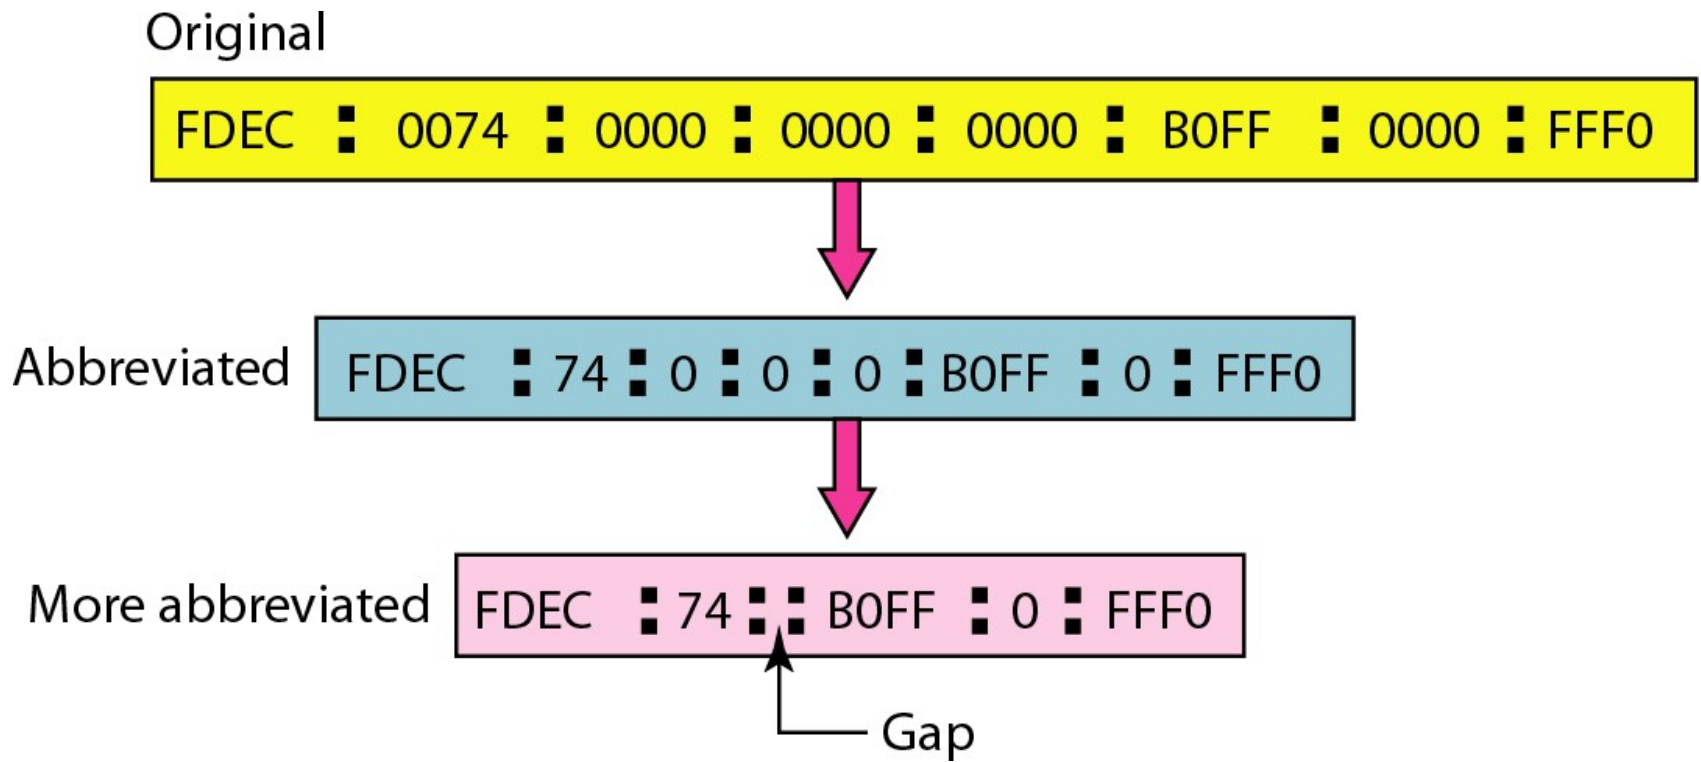 Original
FDEC : 0074 : 0000 : 0000 : 0000 : B0FF : 0000 : FFF0
Abbreviated FDEC : 74 : 0 : 0 : 0 : B0FF : 0 : FFF0
More abbreviated FDEC : 74 : : B0FF : 0 : FFF0
Gap